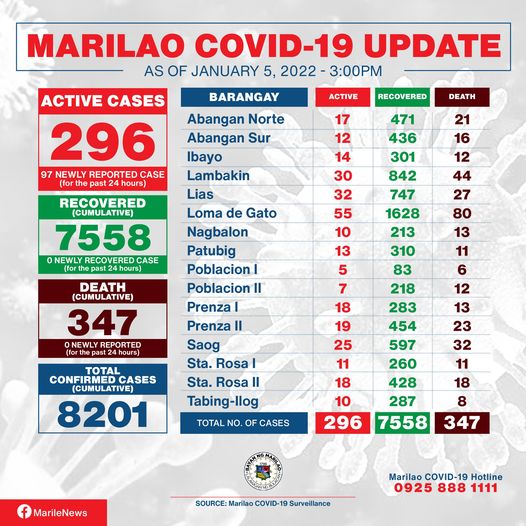 MARILAO COVID-19 UPDATE
AS OF JANUARY 5, 2022 - 3:00PM
ACTIVE CASES
296
97 NEWLY REPORTED CASE
(for the past 24 hours)
RECOVERED
(CUMULATIVE)
7558
0 NEWLY RECOVERED CASE
(for the past 24 hours)
DEATH
(CUMULATIVE)
347
0 NEWLY REPORTED
(for the past 24 hours)
TOTAL
CONFIRMED CASES
(CUMULATIVE)
8201
BARANGAY ACTIVE RECOVERED DEATH
Abangan Norte 17 471 21
Abangan Sur 12 436 16
Ibayo 14 301 12
Lambakin 30 842 44
Lias 32 747 27
Loma de Gato 55 1628 80
Nagbalon 10 213 13
Patubig 13 310 11
Poblacion I 5 83 6
Poblacion II 7 218 12
Prenza I 18 283 13
Prenza II 19 454 23
Saog 25 597 32
Sta. Rosa I 11 260 11
Sta. Rosa II 18 428 18
Tabing-Ilog 10 287 8
TOTAL NO. OF CASES 296 7558 347
BAYAN NG MARILAO
SOURCE: Marilao COVID-19 Surveillance
Marilao COVID-19 Hotline
0925 888 1111
MarileNews